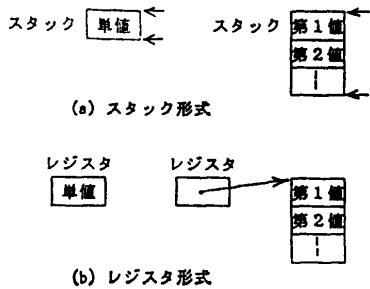 スタック 単値 スタック 第1値
第2値
(a) スタック形式
レジスタ レジスタ
単値 第1値
第2値
(b) レジスタ形式